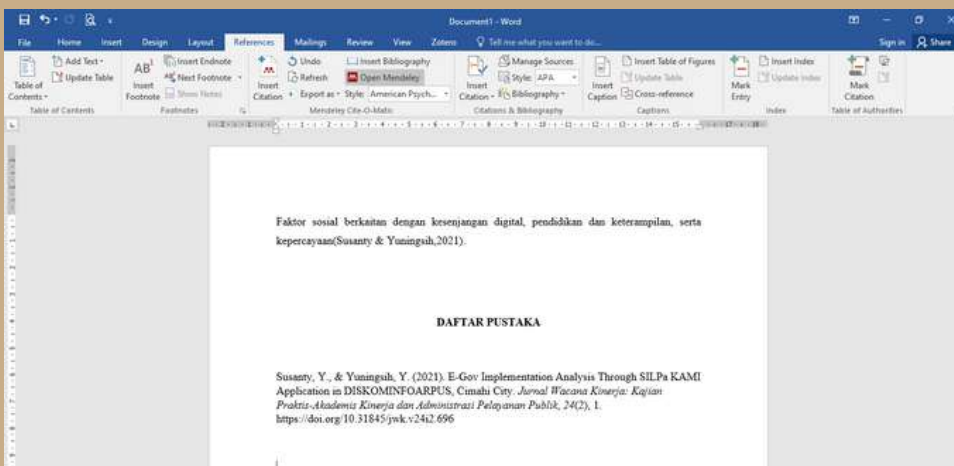 Document1 - Word
File Home Insert Design Layout References Mailings Review View Zotero Tell me what you want to do... Sign in Share
Table of Contents
Add Text
Update Table
Table of Contents
AB1
Insert Footnote
Insert Endnote
Next Footnote
Show Notes
Footnotes
Insert Citation
Undo
Refresh
Export as
Insert Bibliography
Open Mendeley
Style: American Psych...
Mendeley Cite-O-Matic
Insert Citation
Manage Sources
Style: APA
Bibliography
Citations & Bibliography
Insert Caption
Insert Table of Figures
Update Table
Cross-reference
Captions
Mark Entry
Insert Index
Update Index
Index
Mark Citation
Table of Authorities
Faktor sosial berkaitan dengan kesenjangan digital, pendidikan dan keterampilan, serta
kepercayaan(Susanty & Yuningsih,2021).
DAFTAR PUSTAKA
Susanty, Y., & Yuningsih, Y. (2021). E-Gov Implementation Analysis Through SILPa KAMI
Application in DISKOMINFOARPUS, Cimahi City. Jurnal Wacana Kinerja: Kajian
Praktis-Akademis Kinerja dan Administrasi Pelayanan Publik, 24(2), 1.
https://doi.org/10.31845/jwk.v24i2.696